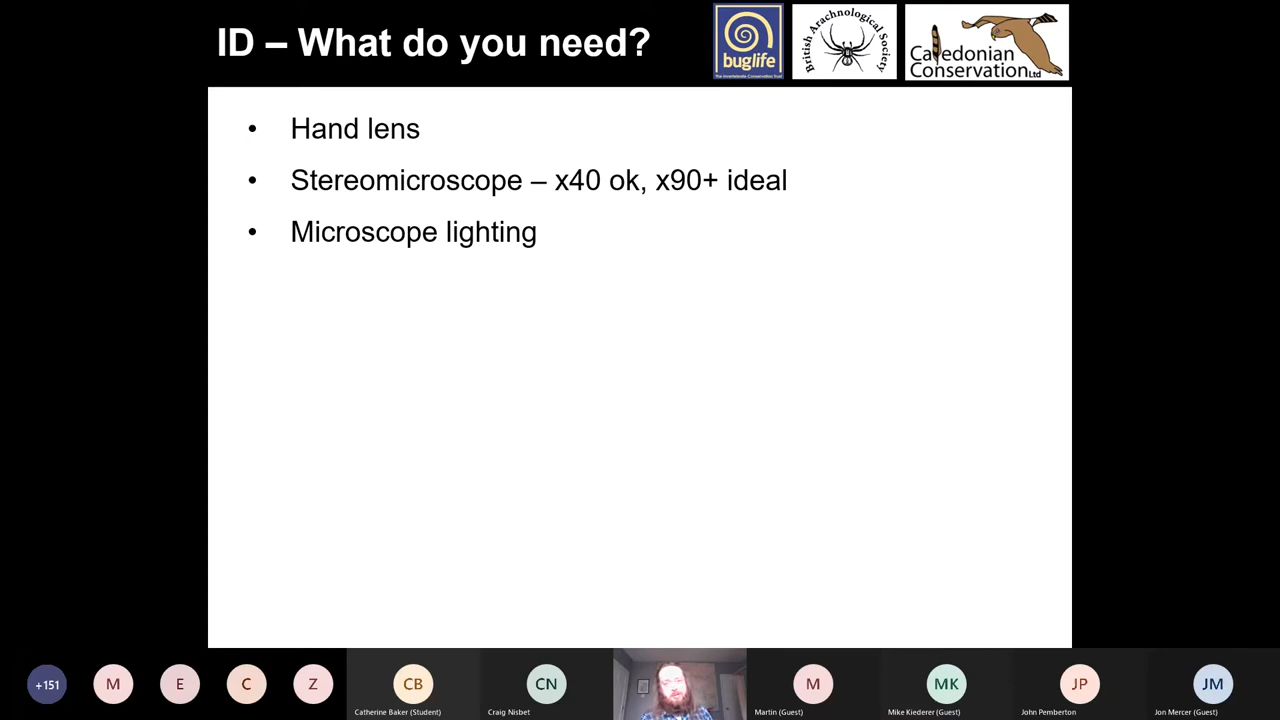 ID – What do you need?
buglife
The Invertebrate Conservation Trust
British Arachnological Society
Caledonian
Conservation Ltd
• Hand lens
• Stereomicroscope – x40 ok, x90+ ideal
• Microscope lighting
+151
M
E
C
Z
CB
CN
M
MK
JP
JM
Catherine Baker (Student)
Craig Nisbet
Martin (Guest)
Mike Kiederer (Guest)
John Pemberton
Jon Mercer (Guest)